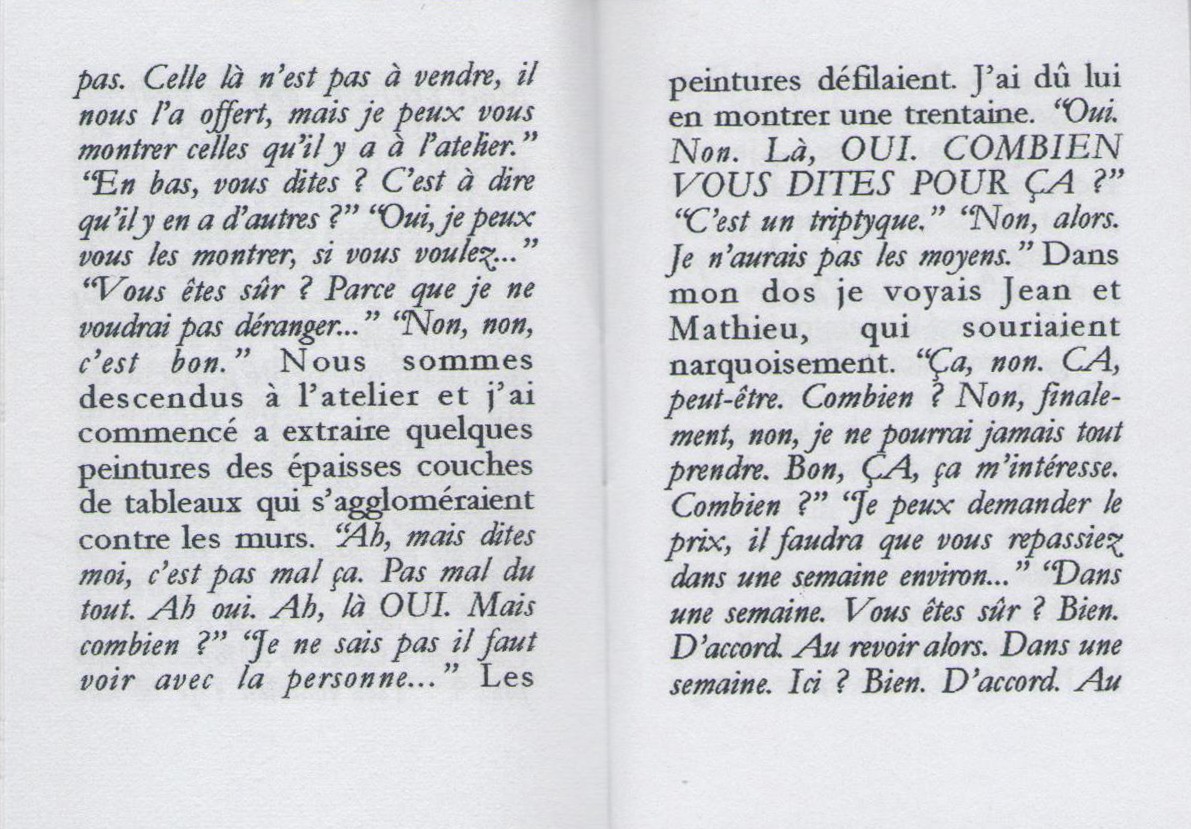 pas. Celle là n’est pas à vendre, il
nous l’a offert, mais je peux vous
montrer celles qu’il y a à l’atelier.”
“En bas, vous dites ? C’est à dire
qu’il y en a d’autres ?” “Oui, je peux
vous les montrer, si vous voulez...”
“Vous êtes sûr ? Parce que je ne
voudrai pas déranger...” “Non, non,
c’est bon.” Nous sommes
descendus à l’atelier et j’ai
commencé a extraire quelques
peintures des épaisses couches
de tableaux qui s’aggloméraient
contre les murs. “Ah, mais dites
moi, c’est pas mal ça. Pas mal du
tout. Ah oui. Ah, là OUI. Mais
combien ?” “Je ne sais pas il faut
voir avec la personne...” Les
peintures défilaient. J’ai dû lui
en montrer une trentaine. “Oui.
Non. Là, OUI. COMBIEN
VOUS DITES POUR ÇA ?”
“C’est un triptyque.” “Non, alors.
Je n’aurais pas les moyens.” Dans
mon dos je voyais Jean et
Mathieu, qui souriaient
narquoisement. “Ça, non. CA,
peut-être. Combien ? Non, finale-
ment, non, je ne pourrai jamais tout
prendre. Bon, ÇA, ça m’intéresse.
Combien ?” “Je peux demander le
prix, il faudra que vous repassiez
dans une semaine environ...” “Dans
une semaine. Vous êtes sûr ? Bien.
D’accord. Au revoir alors. Dans une
semaine. Ici ? Bien. D’accord. Au